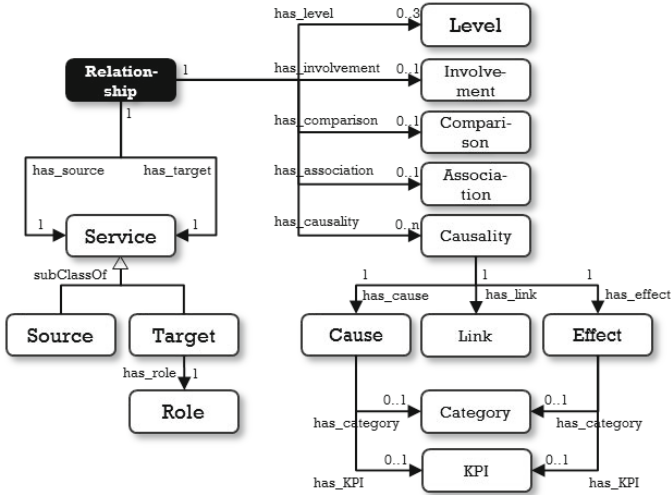 has_level
0..3
Level
Relation-
ship
1
has_involvement
0..1
Involve-
ment
1
has_comparison
0..1
Compari-
son
has_source
has_target
has_association
0..1
Associa-
tion
1
Service
1
has_causality
0..n
Causality
subClassOf
1
1
1
has_cause
has_link
has_effect
Source
Target
Cause
Link
Effect
has_role
1
Role
0..1
Category
0..1
has_category
has_category
0..1
KPI
0..1
has_KPI
has_KPI